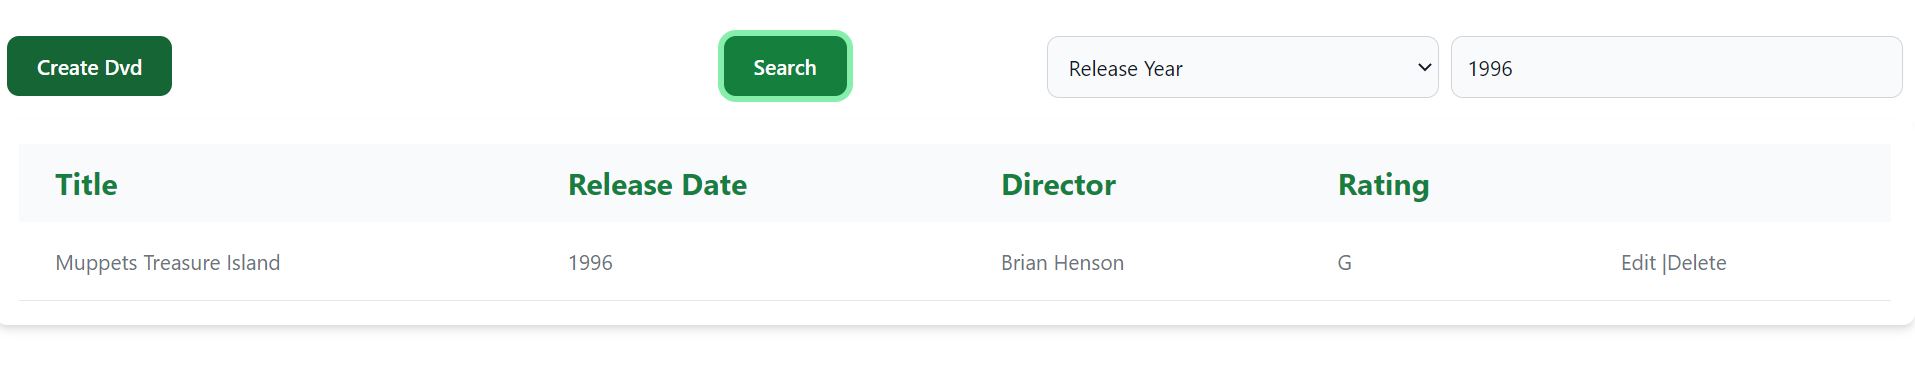 Create Dvd Search Release Year 1996
Title Release Date Director Rating
Muppets Treasure Island 1996 Brian Henson G Edit |Delete